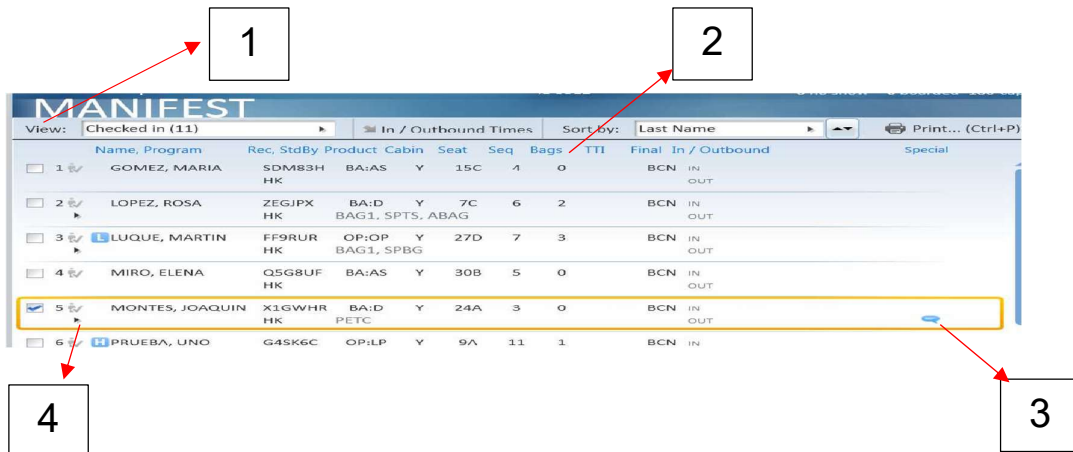 1
2
MANIFEST
View: Checked in (11) In / Outbound Times Sort by: Last Name Print... (Ctrl+P)
Name, Program Rec, StdBy Product Cabin Seat Seq Bags TTI Final In / Outbound Special
1 GOMEZ, MARIA SDM83H BA:AS Y 15C 4 0 BCN IN
HK OUT
2 LOPEZ, ROSA ZEGJPX BA:D Y 7C 6 2 BCN IN
HK BAG1, SPTS, ABAG OUT
3 L LUQUE, MARTIN FF9RUR OP:OP Y 27D 7 3 BCN IN
HK BAG1, SPBG OUT
4 MIRO, ELENA Q5G8UF BA:AS Y 30B 5 0 BCN IN
HK OUT
5 MONTES, JOAQUIN X1GWHR BA:D Y 24A 3 0 BCN IN
HK PETC OUT
6 H PRUEBA, UNO G4SK6C OP:LP Y 9A 11 1 BCN IN
4
3